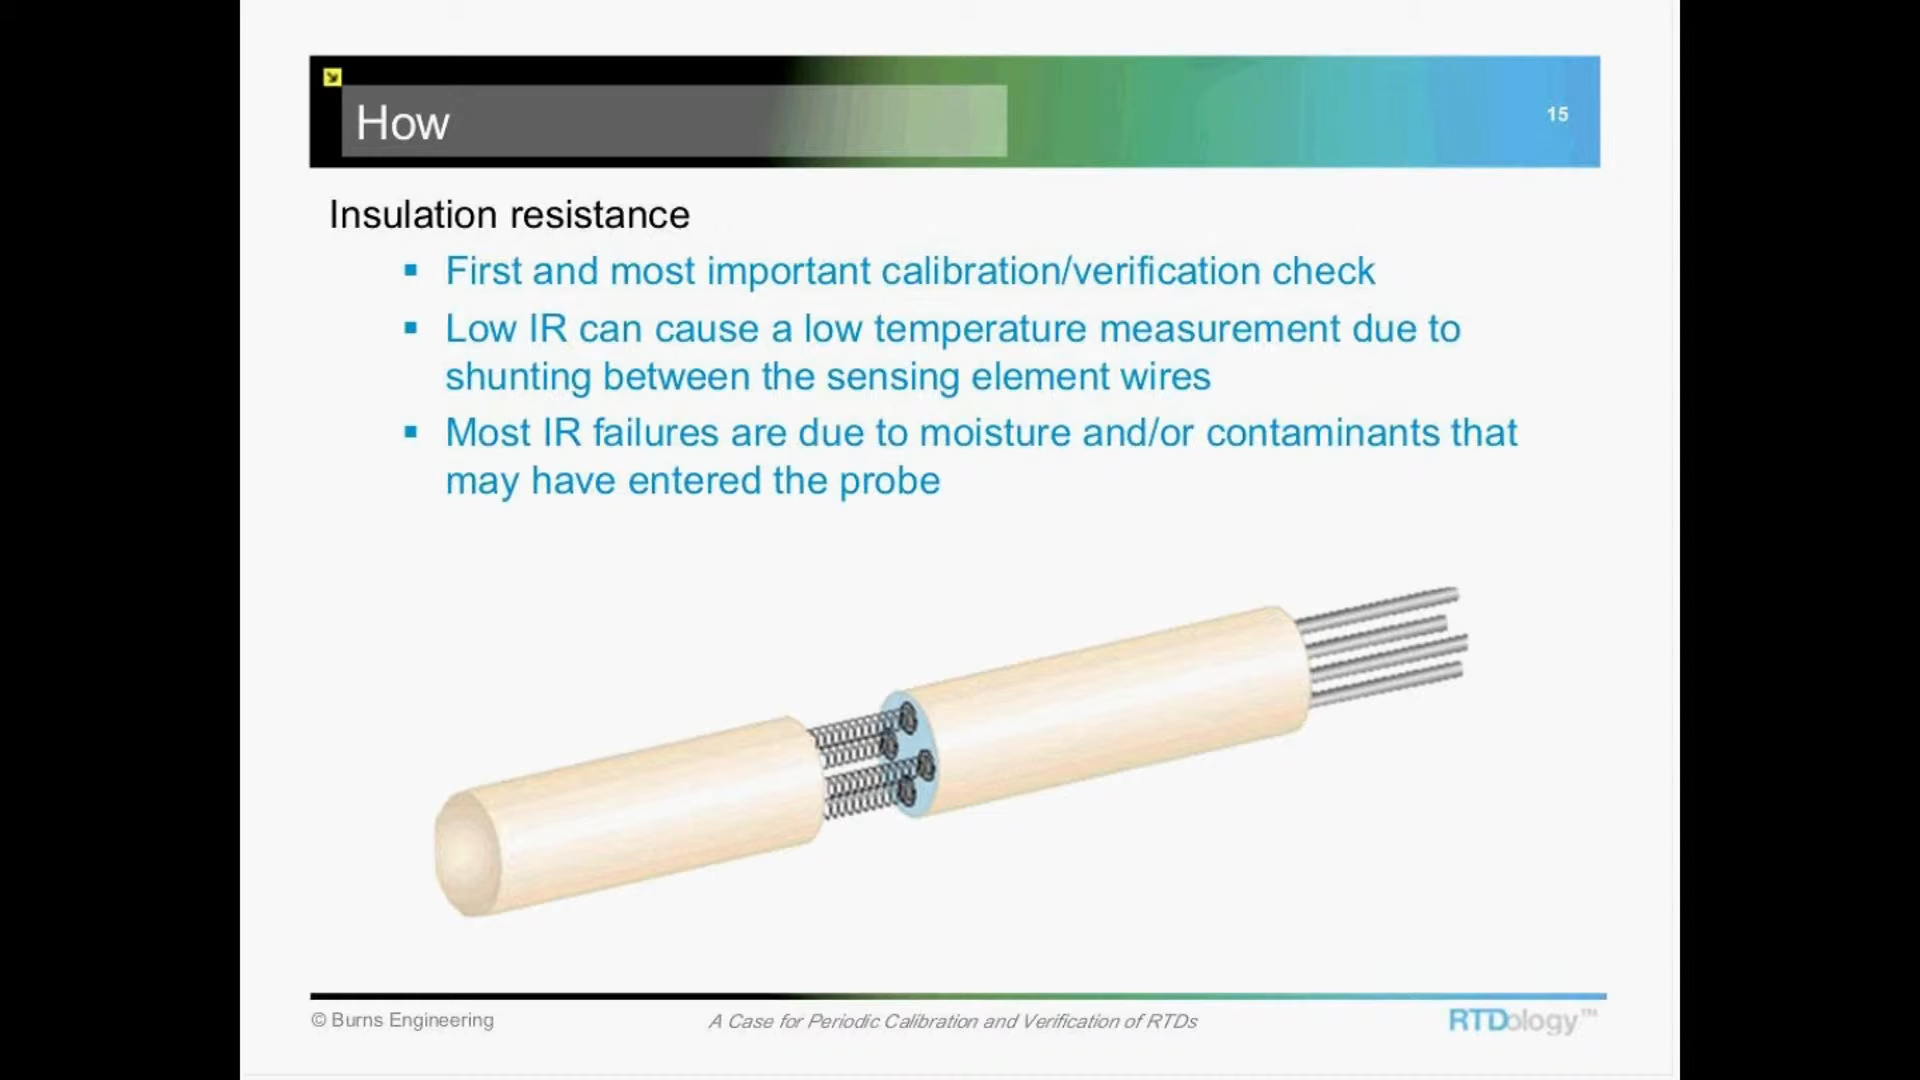 How
15
Insulation resistance
▪ First and most important calibration/verification check
▪ Low IR can cause a low temperature measurement due to
shunting between the sensing element wires
▪ Most IR failures are due to moisture and/or contaminants that
may have entered the probe
© Burns Engineering
A Case for Periodic Calibration and Verification of RTDs
RTDology™